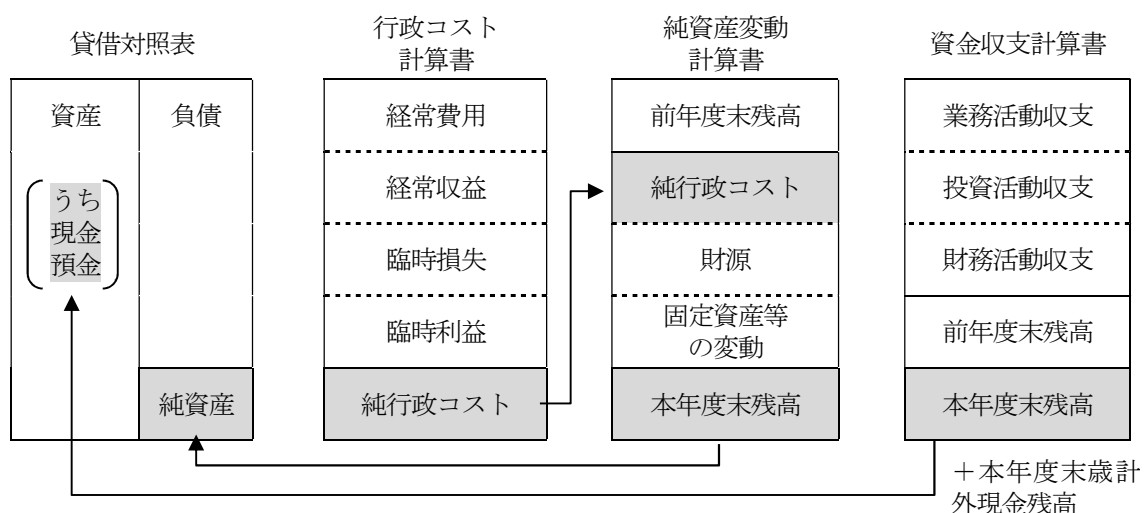 貸借対照表
資産
負債
うち
現金
預金
純資産
行政コスト
計算書
経常費用
経常収益
臨時損失
臨時利益
純行政コスト
純資産変動
計算書
前年度末残高
純行政コスト
財源
固定資産等
の変動
本年度末残高
資金収支計算書
業務活動収支
投資活動収支
財務活動収支
前年度末残高
本年度末残高
+本年度末歳計
外現金残高